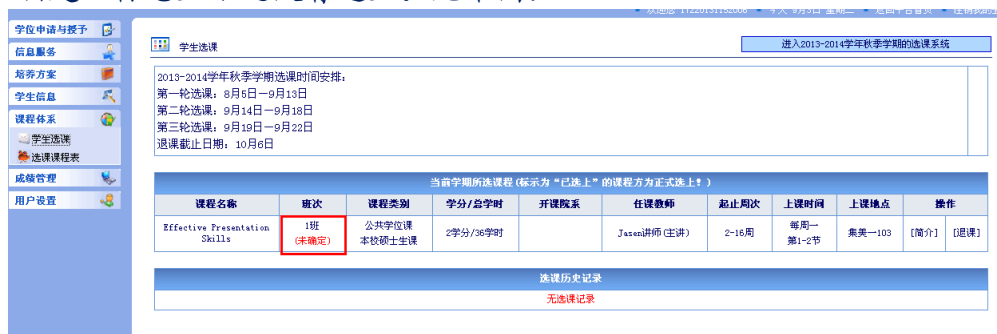 学位申请与授予
信息服务
培养方案
学生信息
课程体系
学生选课
选课课程表
成绩管理
用户设置
学生选课
进入2013-2014学年秋季学期的选课系统
2013-2014学年秋季学期选课时间安排：
第一轮选课：8月5日—9月13日
第二轮选课：9月14日—9月18日
第三轮选课：9月19日—9月22日
退课截止日期：10月6日
当前学期所选课程(标示为“已选上”的课程方为正式选上！)
课程名称 班次 课程类别 学分/总学时 开课院系 任课教师 起止周次 上课时间 上课地点 操作
Effective Presentation Skills 1班 (未确定) 公共学位课 本校硕士生课 2学分/36学时 Jasen讲师(主讲) 2-16周 每周一 第1-2节 集美一103 [简介] [退课]
选课历史记录
无选课记录